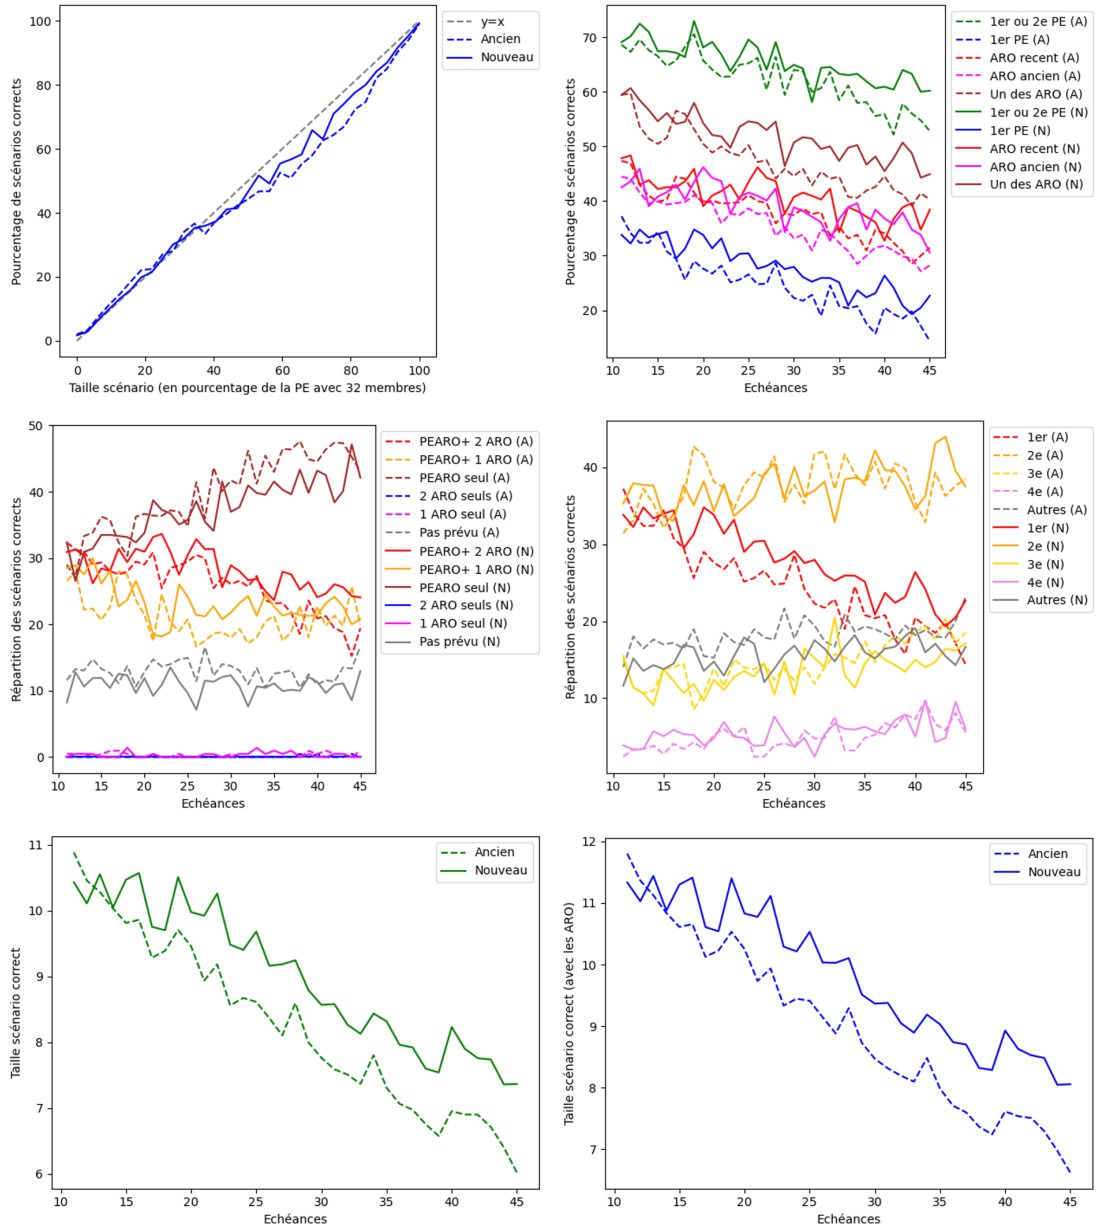 100
80
60
40
20
0
Pourcentage de scénarios corrects
0
20
40
60
80
100
Taille scénario (en pourcentage de la PE avec 32 membres)
y=x
Ancien
Nouveau
70
60
50
40
30
20
Pourcentage de scénarios corrects
10
15
20
25
30
35
40
45
Echéances
1er ou 2e PE (A)
1er PE (A)
ARO recent (A)
ARO ancien (A)
Un des ARO (A)
1er ou 2e PE (N)
1er PE (N)
ARO recent (N)
ARO ancien (N)
Un des ARO (N)
50
40
30
20
10
0
Répartition des scénarios corrects
10
15
20
25
30
35
40
45
Echéances
PEARO+ 2 ARO (A)
PEARO+ 1 ARO (A)
PEARO seul (A)
2 ARO seuls (A)
1 ARO seul (A)
Pas prévu (A)
PEARO+ 2 ARO (N)
PEARO+ 1 ARO (N)
PEARO seul (N)
2 ARO seuls (N)
1 ARO seul (N)
Pas prévu (N)
40
30
20
10
Répartition des scénarios corrects
10
15
20
25
30
35
40
45
Echéances
1er (A)
2e (A)
3e (A)
4e (A)
Autres (A)
1er (N)
2e (N)
3e (N)
4e (N)
Autres (N)
11
10
9
8
7
6
Taille scénario correct
10
15
20
25
30
35
40
45
Echéances
Ancien
Nouveau
12
11
10
9
8
7
Taille scénario correct (avec les ARO)
10
15
20
25
30
35
40
45
Echéances
Ancien
Nouveau